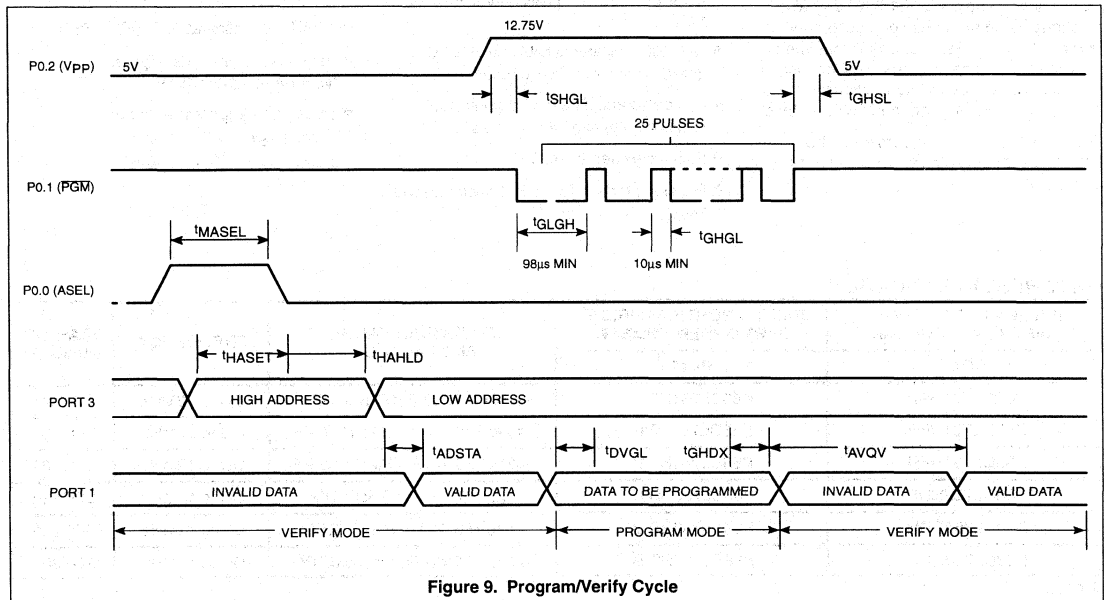 12.75V
P0.2 (VPP)
5V
5V
tSHGL
tGHSL
25 PULSES
P0.1 (PGM)
tMASEL
tGLGH
tGHGL
98µs MIN
10µs MIN
P0.0 (ASEL)
tHASET
tHAHLD
PORT 3
HIGH ADDRESS
LOW ADDRESS
tADSTA
tDVGL
tGHDX
tAVQV
PORT 1
INVALID DATA
VALID DATA
DATA TO BE PROGRAMMED
INVALID DATA
VALID DATA
VERIFY MODE
PROGRAM MODE
VERIFY MODE
Figure 9. Program/Verify Cycle